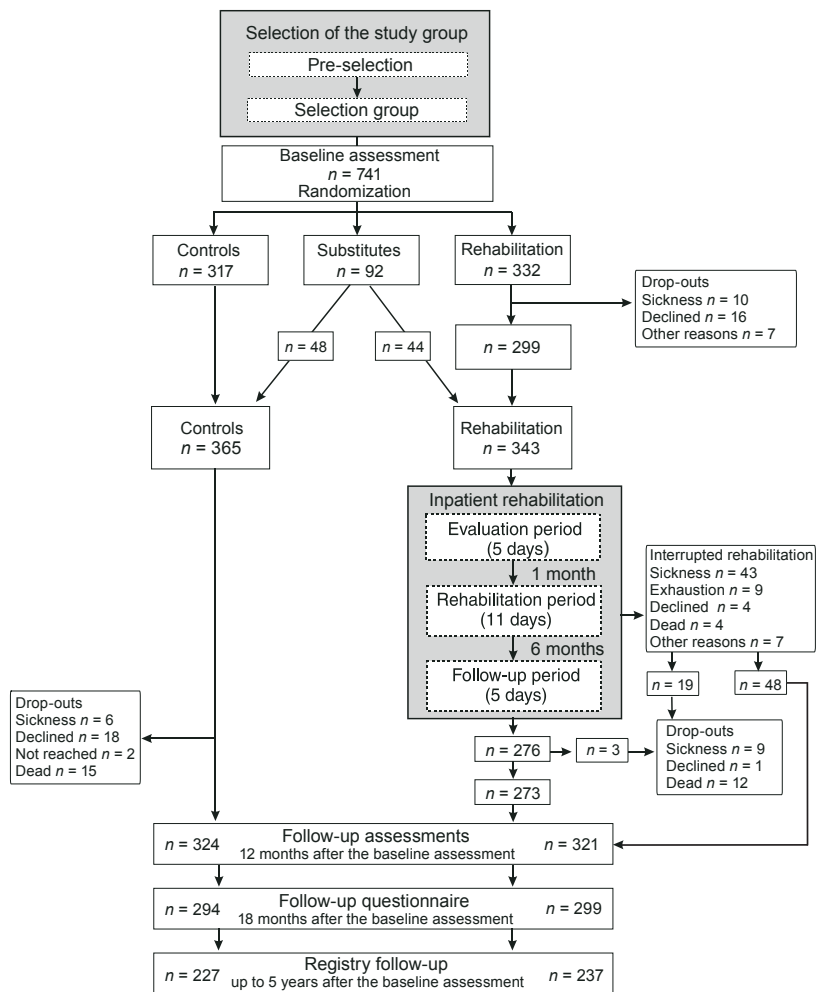 Selection of the study group
Pre-selection
Selection group
Baseline assessment
n = 741
Randomization
Controls
n = 317
Substitutes
n = 92
Rehabilitation
n = 332
Drop-outs
Sickness n = 10
Declined n = 16
Other reasons n = 7
n = 48
n = 44
n = 299
Controls
n = 365
Rehabilitation
n = 343
Inpatient rehabilitation
Evaluation period
(5 days)
1 month
Rehabilitation period
(11 days)
6 months
Follow-up period
(5 days)
Interrupted rehabilitation
Sickness n = 43
Exhaustion n = 9
Declined n = 4
Dead n = 4
Other reasons n = 7
n = 19
n = 48
Drop-outs
Sickness n = 6
Declined n = 18
Not reached n = 2
Dead n = 15
n = 276
n = 3
Drop-outs
Sickness n = 9
Declined n = 1
Dead n = 12
n = 273
n = 324
Follow-up assessments
12 months after the baseline assessment
n = 321
n = 294
Follow-up questionnaire
18 months after the baseline assessment
n = 299
n = 227
Registry follow-up
up to 5 years after the baseline assessment
n = 237